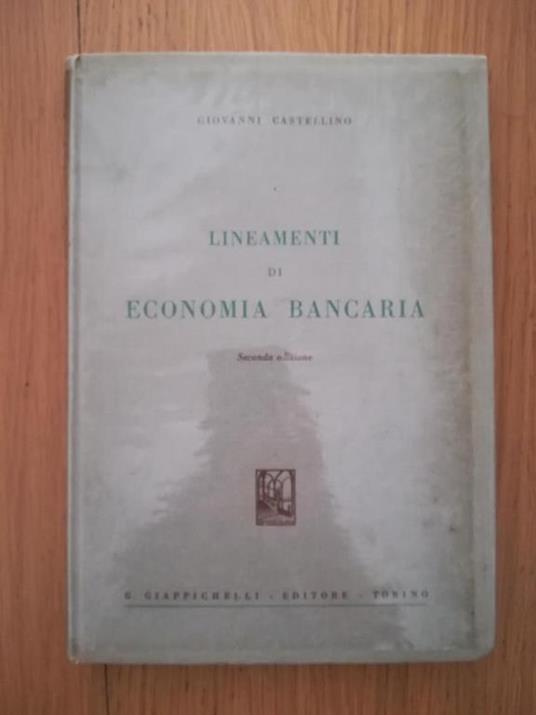 GIOVANNI CASTELLINO
LINEAMENTI
DI
ECONOMIA BANCARIA
Seconda edizione
G. GIAPPICHELLI - EDITORE - TORINO